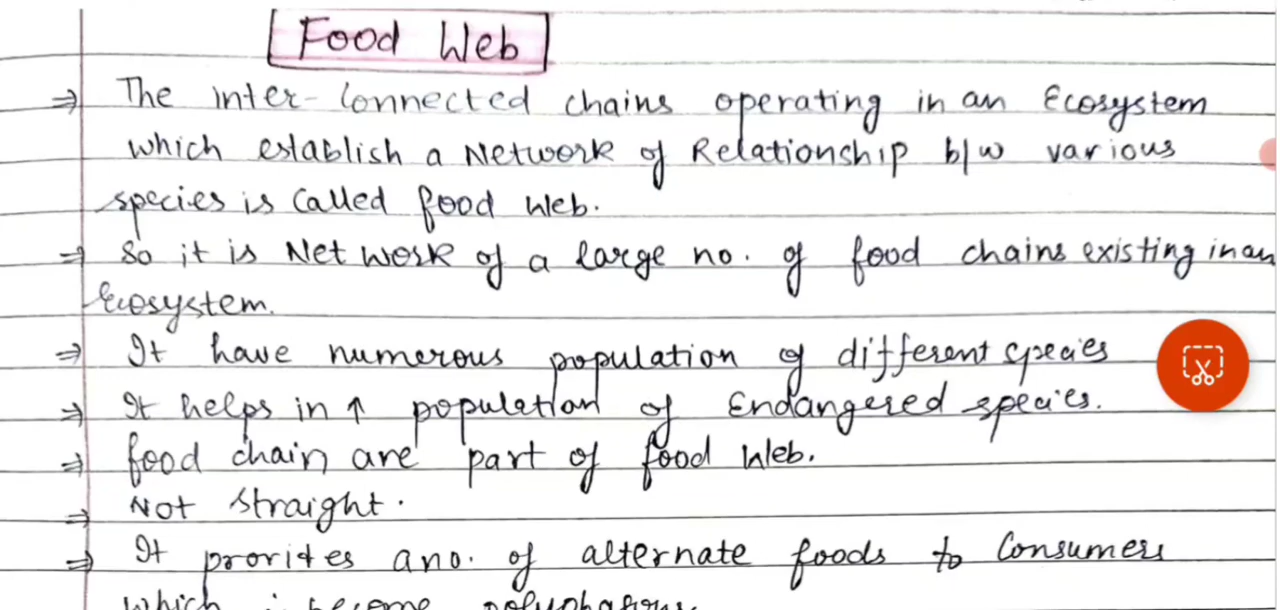 Food Web
⇒ The inter-connected chains operating in an Ecosystem
which establish a Network of Relationship b/w various
species is called food web.
⇒ So it is Network of a large no. of food chains existing in an
Ecosystem.
⇒ It have numerous population of different species
⇒ It helps in ↑ population of Endangered species.
⇒ food chain are part of food web.
⇒ Not straight.
⇒ It provites a no. of alternate foods to Consumers
which become